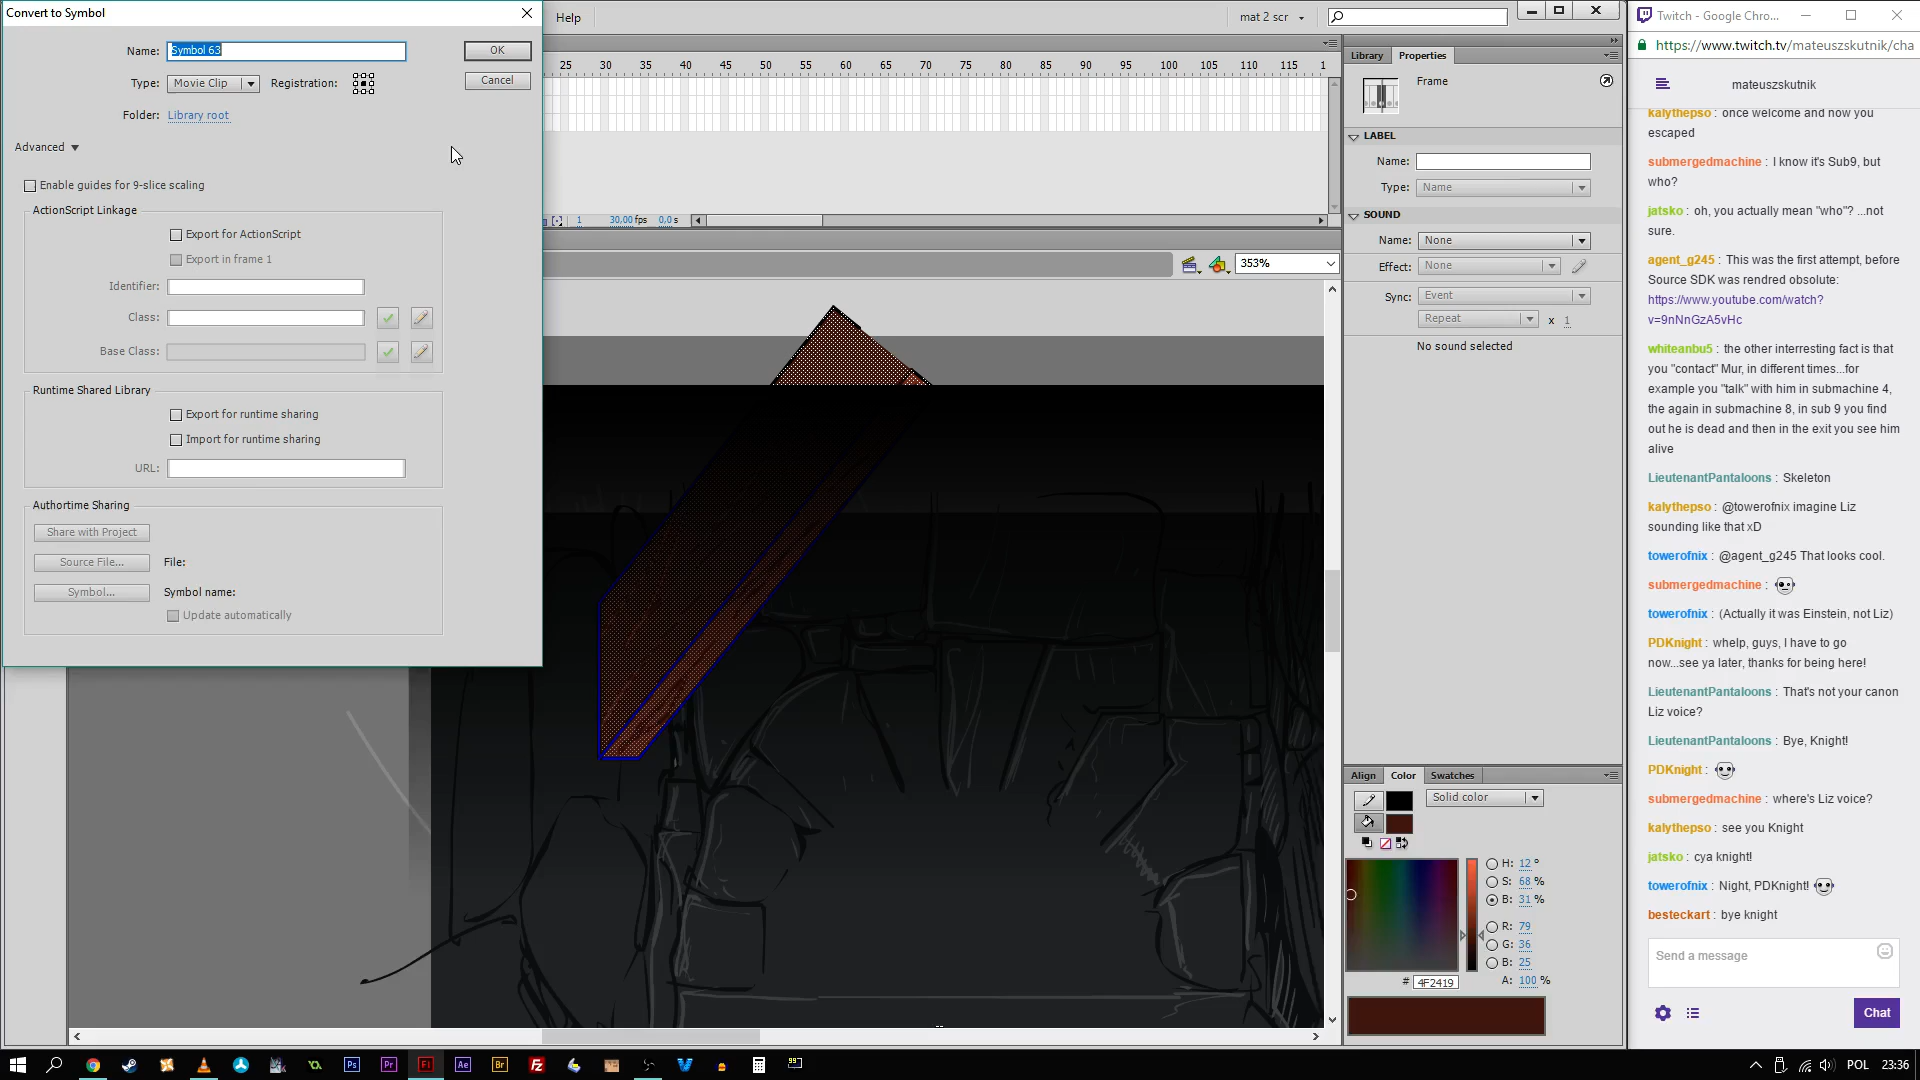 Convert to Symbol
Name: Symbol 63
OK
Type: Movie Clip Registration:
Cancel
Folder: Library root
Advanced
Enable guides for 9-slice scaling
ActionScript Linkage
Export for ActionScript
Export in frame 1
Identifier:
Class:
Base Class:
Runtime Shared Library
Export for runtime sharing
Import for runtime sharing
URL:
Authortime Sharing
Share with Project
Source File... File:
Symbol... Symbol name:
Update automatically
Help
mat 2 scr
25 30 35 40 45 50 55 60 65 70 75 80 85 90 95 100 105 110 115 1
1 30,00 fps 0,0 s
353%
Library Properties
Frame
LABEL
Name:
Type: Name
SOUND
Name: None
Effect: None
Sync: Event
Repeat x 1
No sound selected
Align Color Swatches
Solid color
H: 12 °
S: 68 %
B: 31 %
R: 79
G: 36
B: 25
A: 100 %
# 4F2419
Twitch - Google Chro...
https://www.twitch.tv/mateuszskutnik/cha
mateuszskutnik
kalythepso : once welcome and now you
escaped
submergedmachine : I know it's Sub9, but
who?
jatsko : oh, you actually mean "who"? ...not
sure.
agent_g245 : This was the first attempt, before
Source SDK was rendred obsolute:
https://www.youtube.com/watch?
v=9nNnGzA5vHc
whiteanbu5 : the other interresting fact is that
you "contact" Mur, in different times...for
example you "talk" with him in submachine 4,
the again in submachine 8, in sub 9 you find
out he is dead and then in the exit you see him
alive
LieutenantPantaloons : Skeleton
kalythepso : @towerofnix imagine Liz
sounding like that xD
towerofnix : @agent_g245 That looks cool.
submergedmachine :
towerofnix : (Actually it was Einstein, not Liz)
PDKnight : whelp, guys, I have to go
now...see ya later, thanks for being here!
LieutenantPantaloons : That's not your canon
Liz voice?
LieutenantPantaloons : Bye, Knight!
PDKnight :
submergedmachine : where's Liz voice?
kalythepso : see you Knight
jatsko : cya knight!
towerofnix : Night, PDKnight!
besteckart : bye knight
Send a message
Chat
Ps Pr Fl Ae Br Fz
POL 23:36